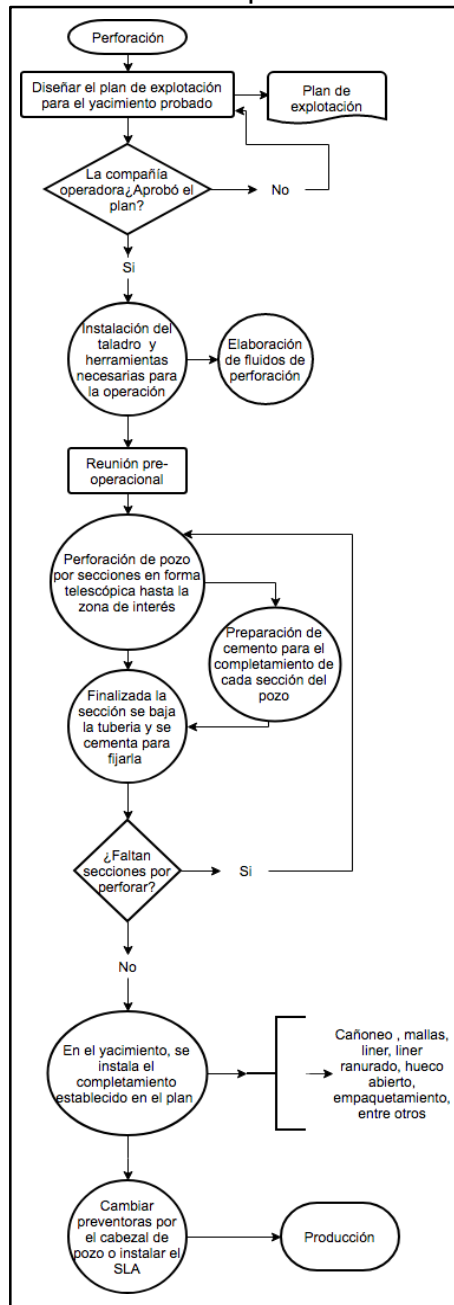 Perforación
Diseñar el plan de explotación
para el yacimiento probado
Plan de
explotación
La compañía
operadora¿Aprobó el
plan?
No
Si
Instalación del
taladro y
herramientas
necesarias para
la operación
Elaboración
de fluidos de
perforación
Reunión pre-
operacional
Perforación de pozo
por secciones en forma
telescópica hasta la
zona de interés
Preparación de
cemento para el
completamiento de
cada sección del
pozo
Finalizada la
sección se baja
la tuberia y se
cementa para
fijarla
¿Faltan
secciones por
perforar?
Si
No
En el yacimiento, se
instala el
completamiento
establecido en el plan
Cañoneo , mallas,
liner, liner
ranurado, hueco
abierto,
empaquetamiento,
entre otros
Cambiar
preventoras por
el cabezal de
pozo o instalar el
SLA
Producción